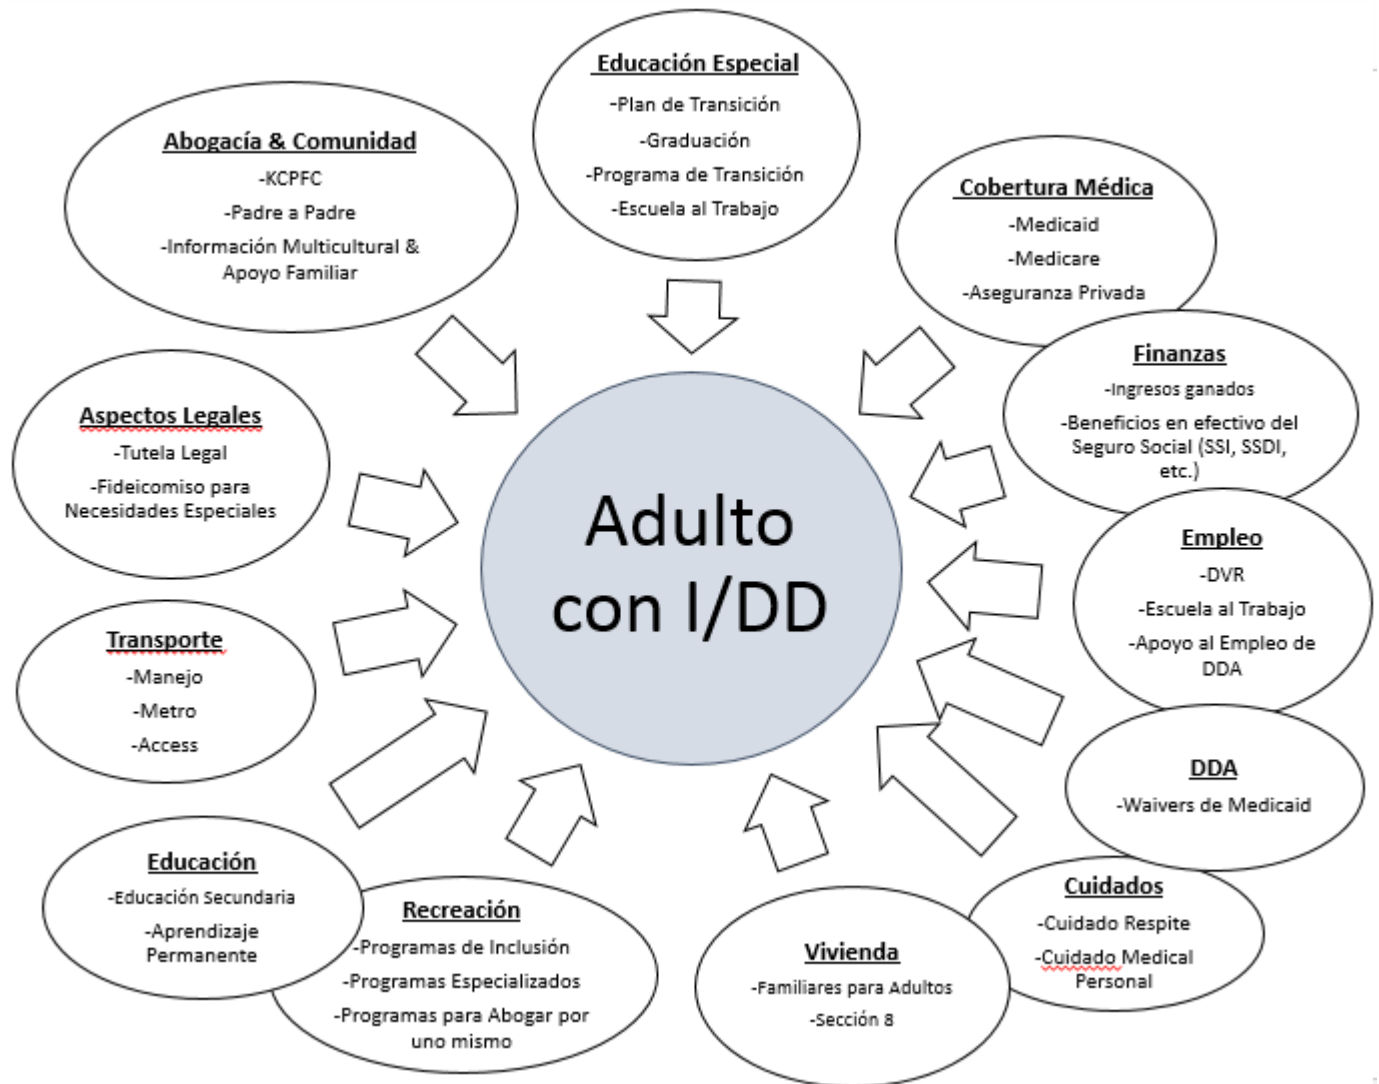 Educación Especial
-Plan de Transición
-Graduación
-Programa de Transición
-Escuela al Trabajo
Abogacía & Comunidad
-KCPFC
-Padre a Padre
-Información Multicultural &
Apoyo Familiar
Cobertura Médica
-Medicaid
-Medicare
-Aseguranza Privada
Finanzas
-Ingresos ganados
-Beneficios en efectivo del
Seguro Social (SSI, SSDI,
etc.)
Aspectos Legales
-Tutela Legal
-Fideicomiso para
Necesidades Especiales
Adulto
con I/DD
Empleo
-DVR
-Escuela al Trabajo
-Apoyo al Empleo de
DDA
Transporte
-Manejo
-Metro
-Access
DDA
-Waivers de Medicaid
Educación
-Educación Secundaria
-Aprendizaje
Permanente
Recreación
-Programas de Inclusión
-Programas Especializados
-Programas para Abogar por
uno mismo
Vivienda
-Familiares para Adultos
-Sección 8
Cuidados
-Cuidado Respite
-Cuidado Medical
Personal